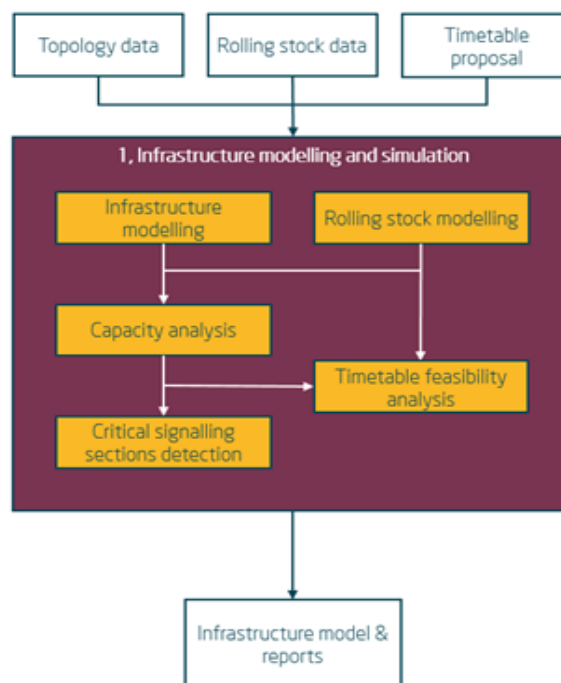 Topology data
Rolling stock data
Timetable
proposal
1, Infrastructure modelling and simulation
Infrastructure
modelling
Rolling stock modelling
Capacity analysis
Timetable feasibility
analysis
Critical signalling
sections detection
Infrastructure model &
reports